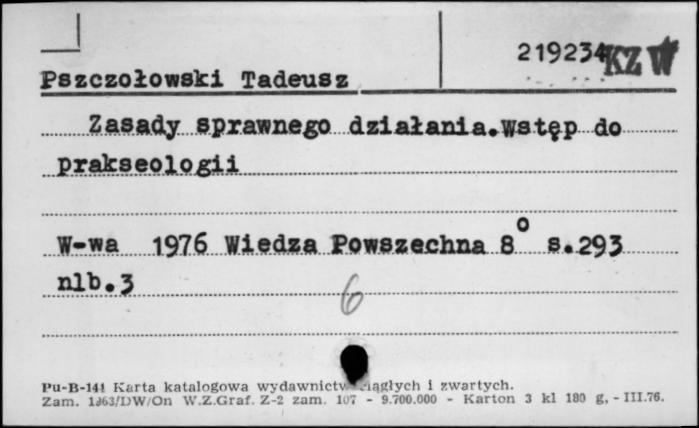 219234 KZ W
Pszczołowski Tadeusz
Zasady sprawnego działania.Wstęp do
prakseologii
W-wa 1976 Wiedza Powszechna 8° s.293
nlb.3
6
Pu-B-141 Karta katalogowa wydawnictw ciągłych i zwartych.
Zam. 1363/DW/On W.Z.Graf. Z-2 zam. 107 - 9.700.000 - Karton 3 kl 180 g, - III.76.